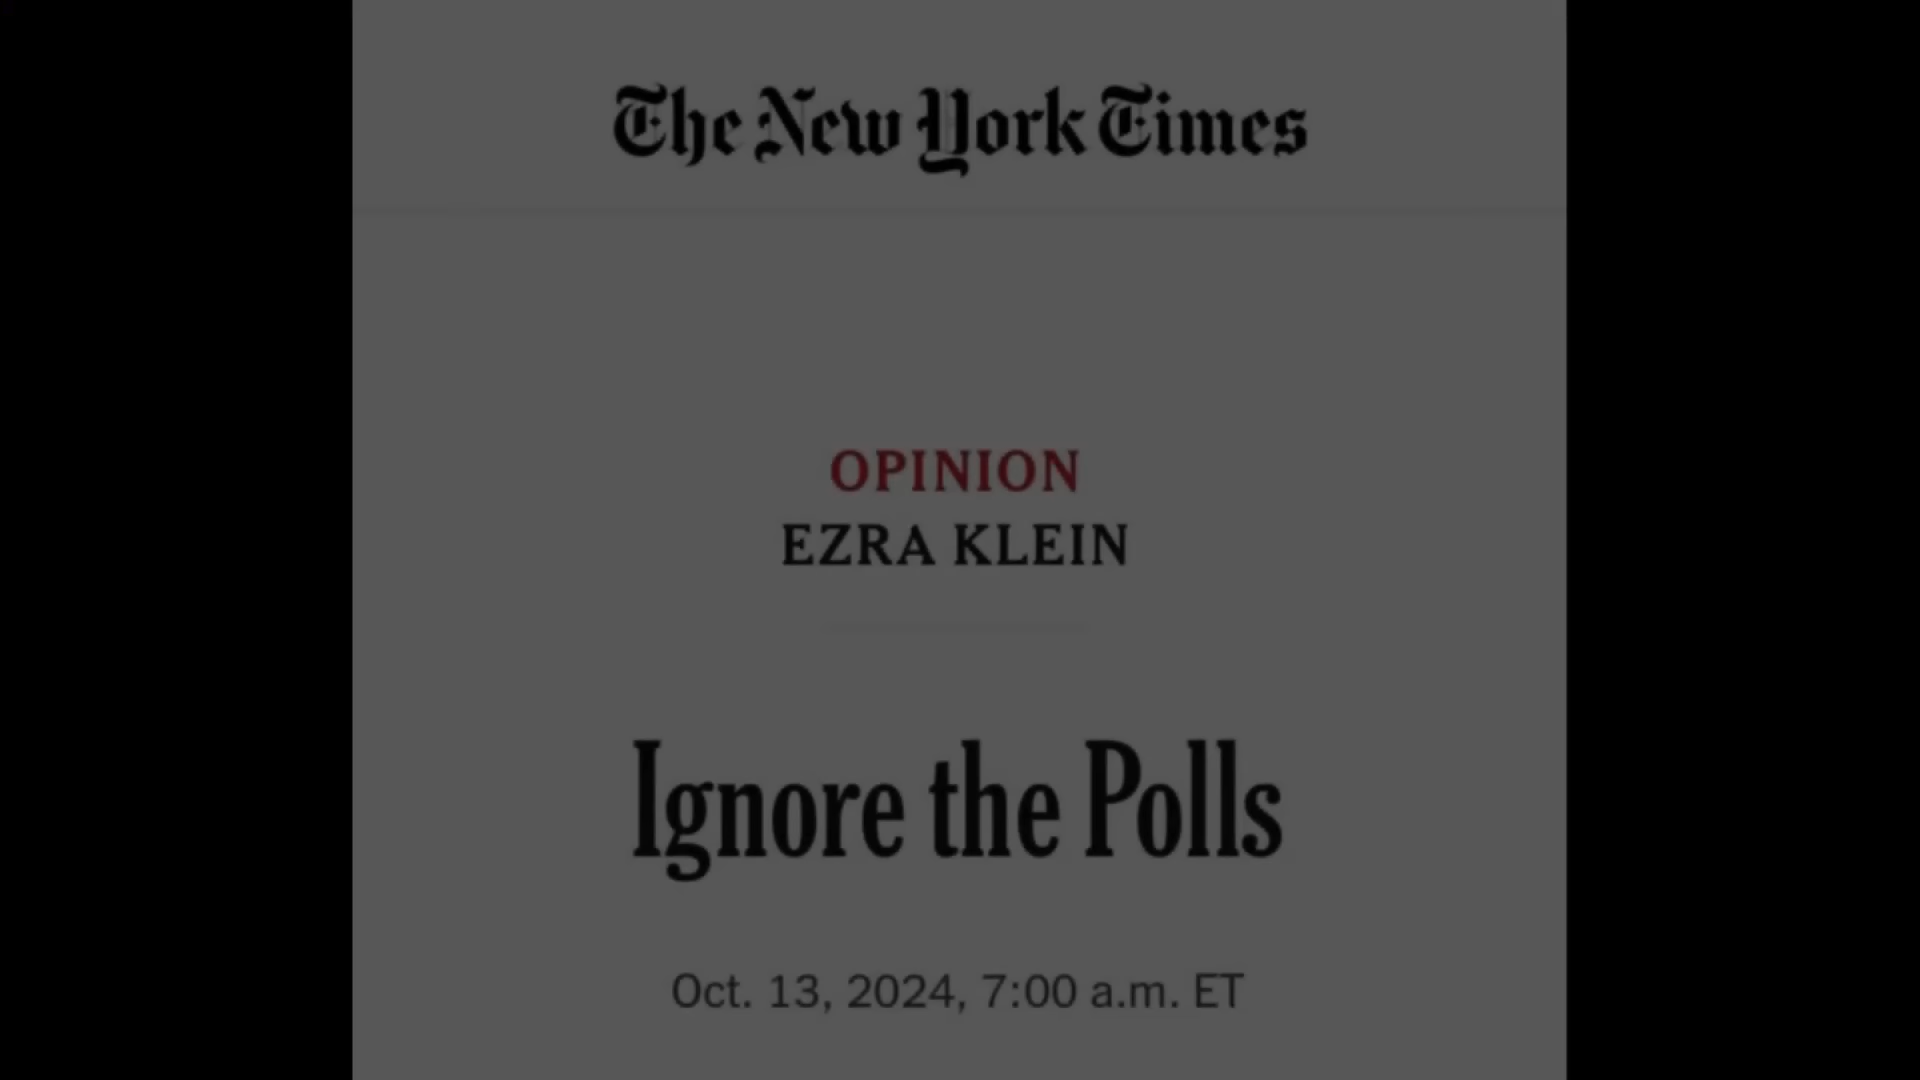 The New York Times
OPINION
EZRA KLEIN
Ignore the Polls
Oct. 13, 2024, 7:00 a.m. ET